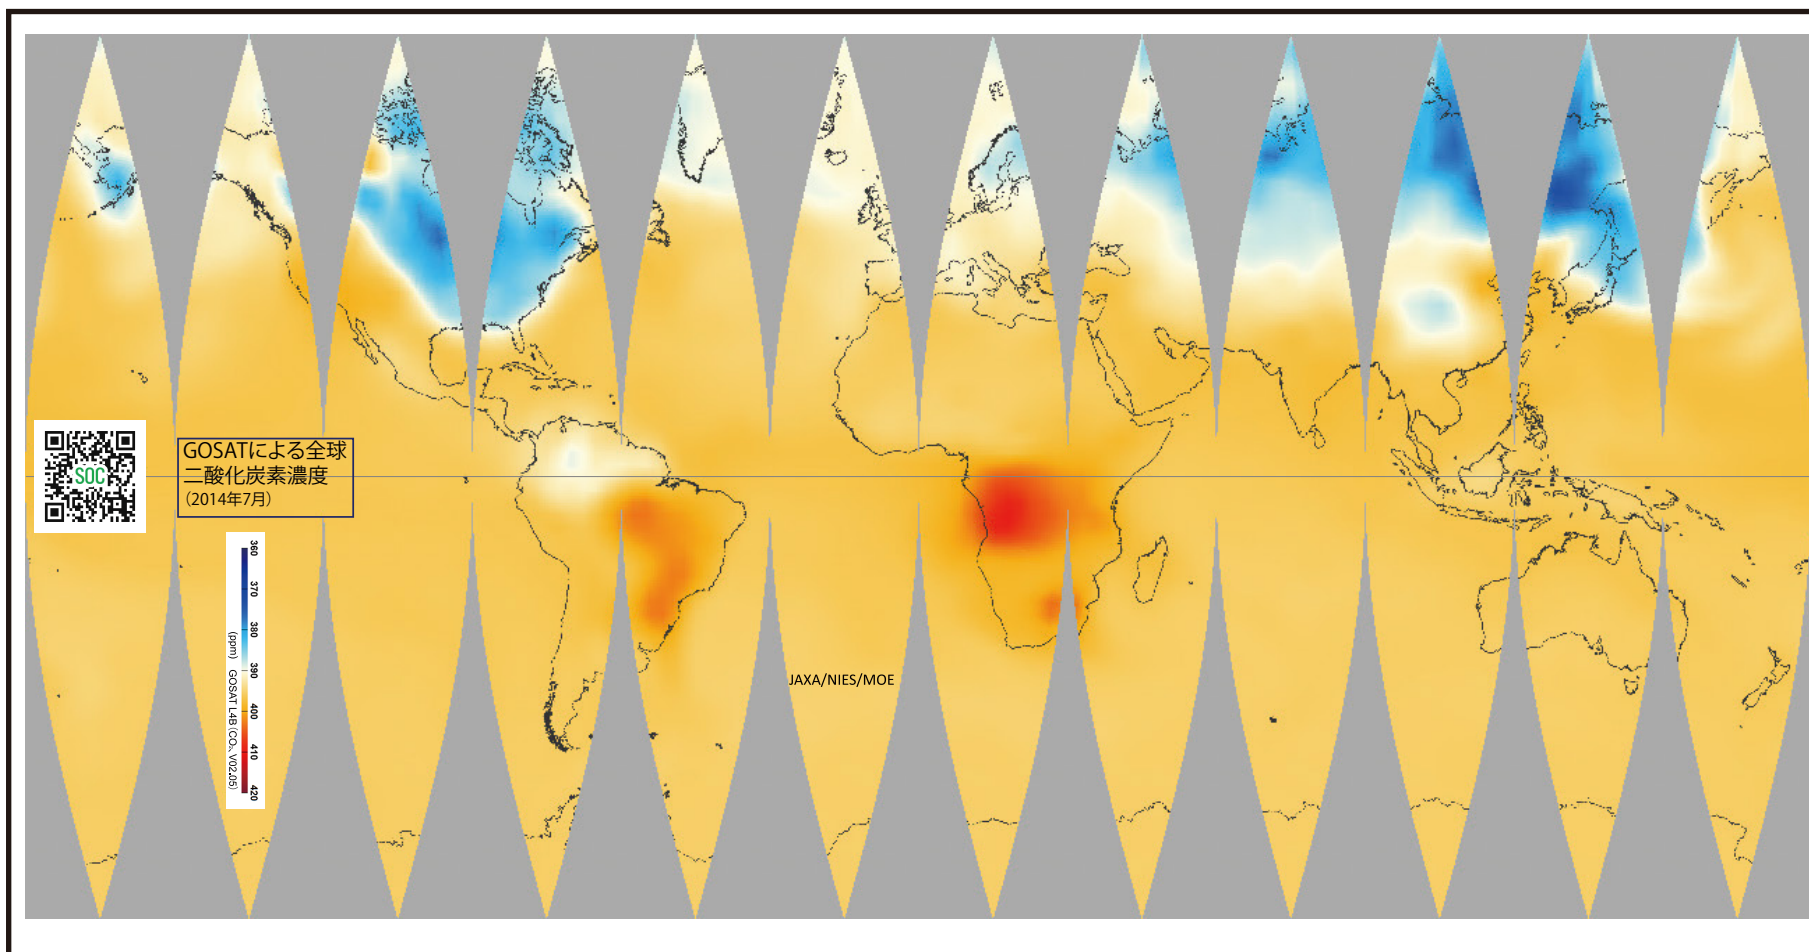 SOC
GOSATによる全球
二酸化炭素濃度
（2014年7月）
360
370
380
390
400
410
420
(ppm)
GOSAT L4B(CO₂, V02.05)
JAXA/NIES/MOE